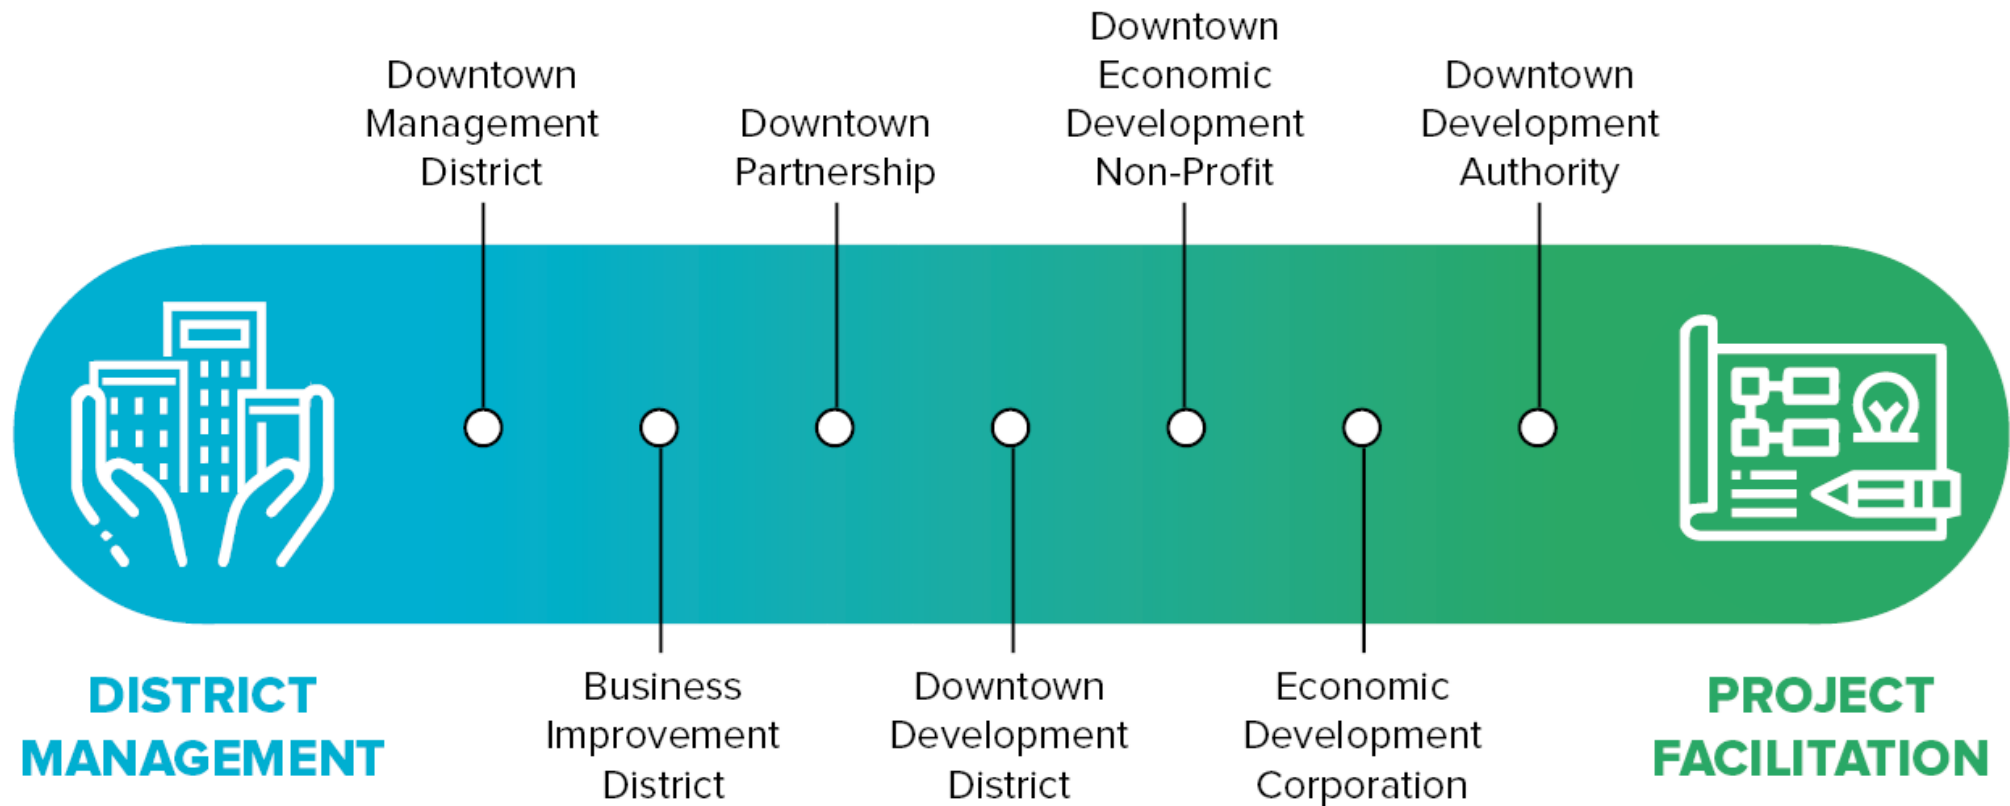 Downtown
Management
District
Downtown
Partnership
Downtown
Economic
Development
Non-Profit
Downtown
Development
Authority
DISTRICT
MANAGEMENT
Business
Improvement
District
Downtown
Development
District
Economic
Development
Corporation
PROJECT
FACILITATION